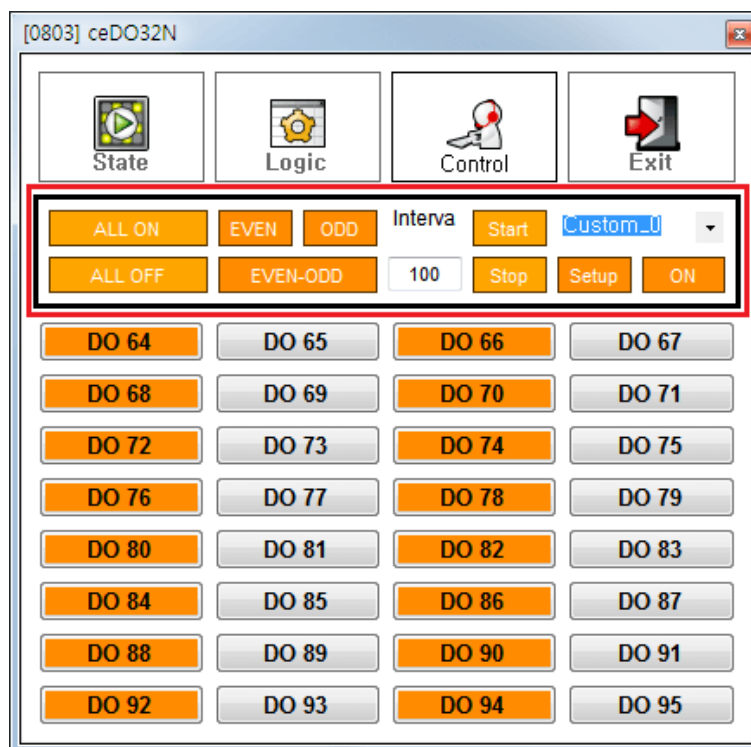 [0803] ceDO32N
State Logic Control Exit
ALL ON EVEN ODD Interva Start Custom_0
ALL OFF EVEN-ODD 100 Stop Setup ON
DO 64 DO 65 DO 66 DO 67
DO 68 DO 69 DO 70 DO 71
DO 72 DO 73 DO 74 DO 75
DO 76 DO 77 DO 78 DO 79
DO 80 DO 81 DO 82 DO 83
DO 84 DO 85 DO 86 DO 87
DO 88 DO 89 DO 90 DO 91
DO 92 DO 93 DO 94 DO 95